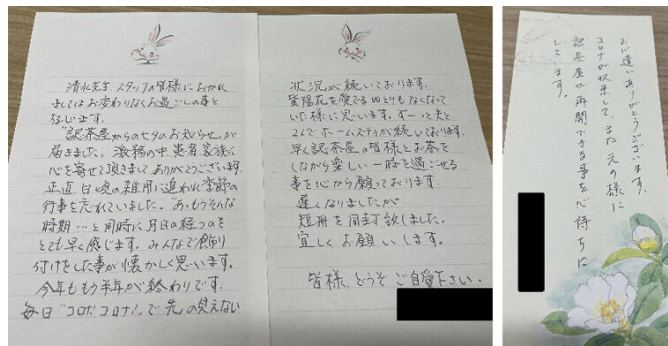 清水先生 スタッフの皆様におかれ
ましてはお変わりなくお過ごしの事と
存じます。
"認茶屋からの七夕のお知らせ"が
届きました。激務の中、患者家族に
心を寄せて頂きましてありがとうございます。
正直、日々の雑用に追われ季節の
行事を忘れていました。"あっもうそんな
時期…と同時に月日の経つのを
とても早く感じます。みんなで飾り
付けをした事が懐かしく思います。
今年ももう半年が終わりです。
毎日"コロナコロナ!"で先の見えない
状況が続いております。
紫陽花を愛でるゆとりもなくなって
いた様に思います。ずーっと夫と
2人でホームステイが続いております。
早く認茶屋の皆様とお茶を
しながら楽しい一時を過ごせる
事を心から願っております。
遅くなりましたが
短冊を同封致しました。
宜しくお願いします。
皆様、どうぞご自愛下さい。
お心遣いありがとうございます。
コロナが収束して、また元の様に
認茶屋が再開できる事を心待ちに
しています。